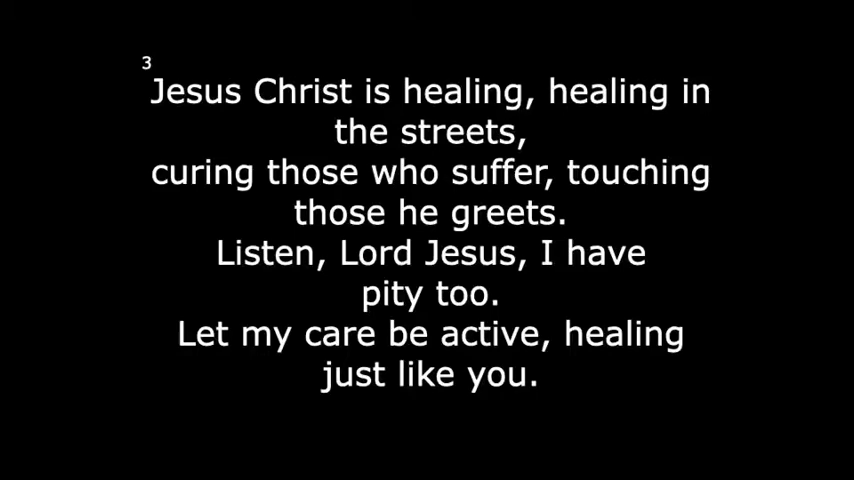 3
Jesus Christ is healing, healing in
the streets,
curing those who suffer, touching
those he greets.
Listen, Lord Jesus, I have
pity too.
Let my care be active, healing
just like you.